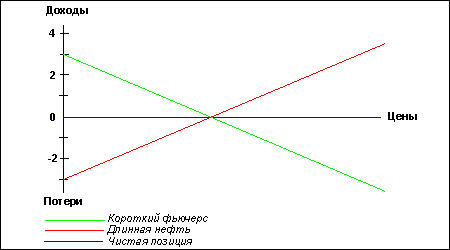 Доходы
4
2
0
Цены
-2
Потери
Короткий фьючерс
Длинная нефть
Чистая позиция